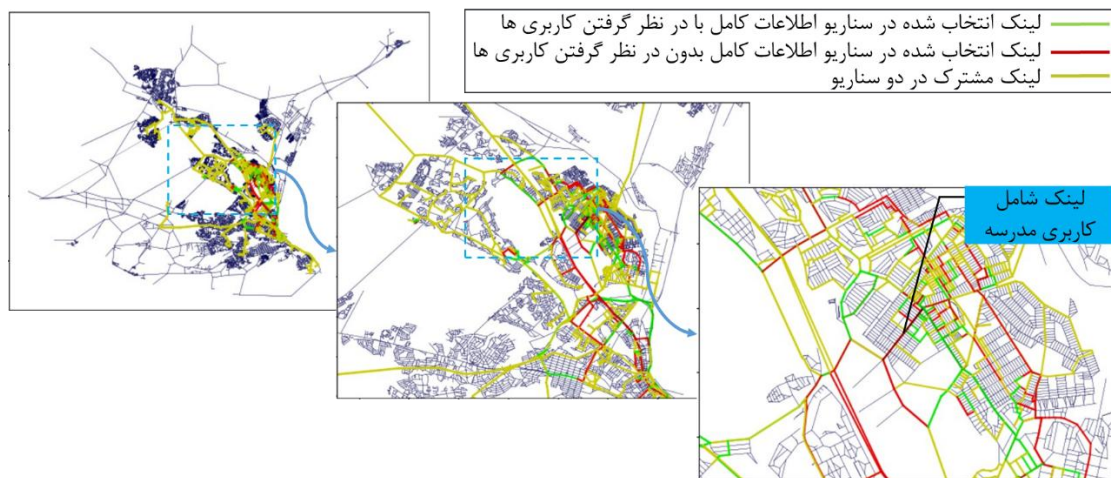 لینک انتخاب شده در سناریو اطلاعات کامل با در نظر گرفتن کاربری ها
لینک انتخاب شده در سناریو اطلاعات کامل بدون در نظر گرفتن کاربری ها
لینک مشترک در دو سناریو
لینک شامل
کاربری مدرسه